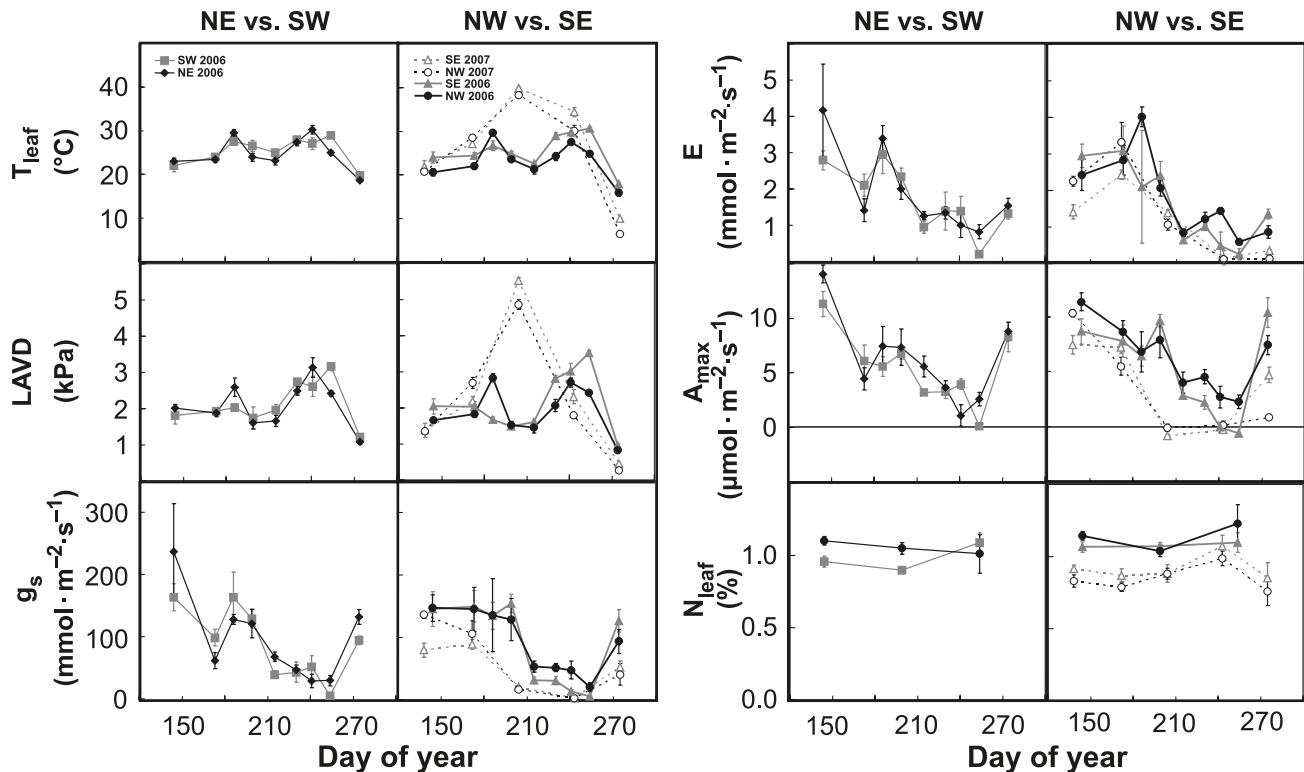 NE vs. SW
NW vs. SE
NE vs. SW
NW vs. SE
SW 2006
NE 2006
SE 2007
NW 2007
SE 2006
NW 2006
T_leaf
(°C)
40
30
20
10
LAVD
(kPa)
5
4
3
2
1
g_s
(mmol·m⁻²·s⁻¹)
300
200
100
0
150
210
270
150
210
270
Day of year
E
(mmol·m⁻²·s⁻¹)
5
4
3
2
1
A_max
(μmol·m⁻²·s⁻¹)
10
5
0
N_leaf
(%)
1.0
0.5
0.0
150
210
270
150
210
270
Day of year